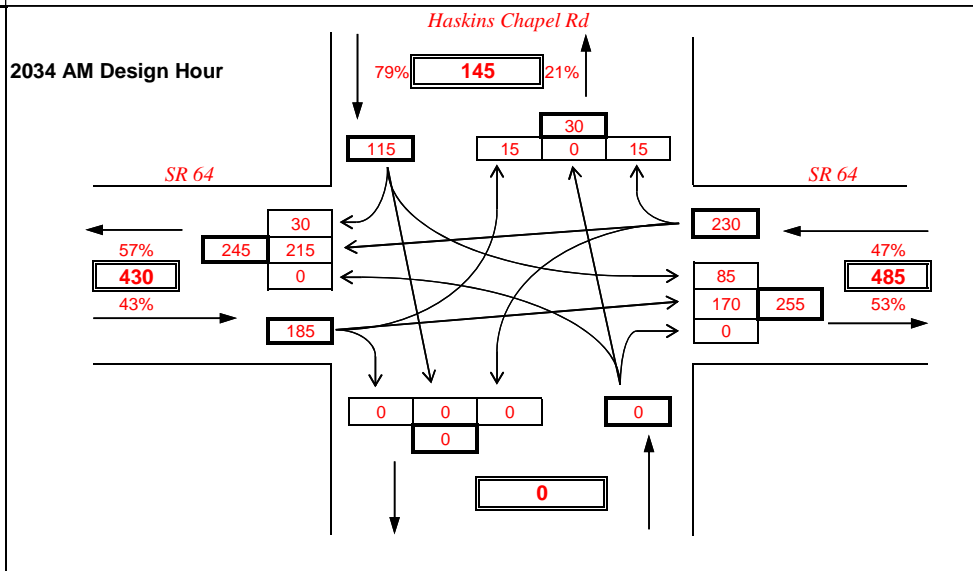 Haskins Chapel Rd
2034 AM Design Hour
79% 145 21%
30
115 15 0 15
SR 64 SR 64
30 230
57% 245 215 47%
430 0 85 485
43% 170 255 53%
185 0
0 0 0 0
0
0